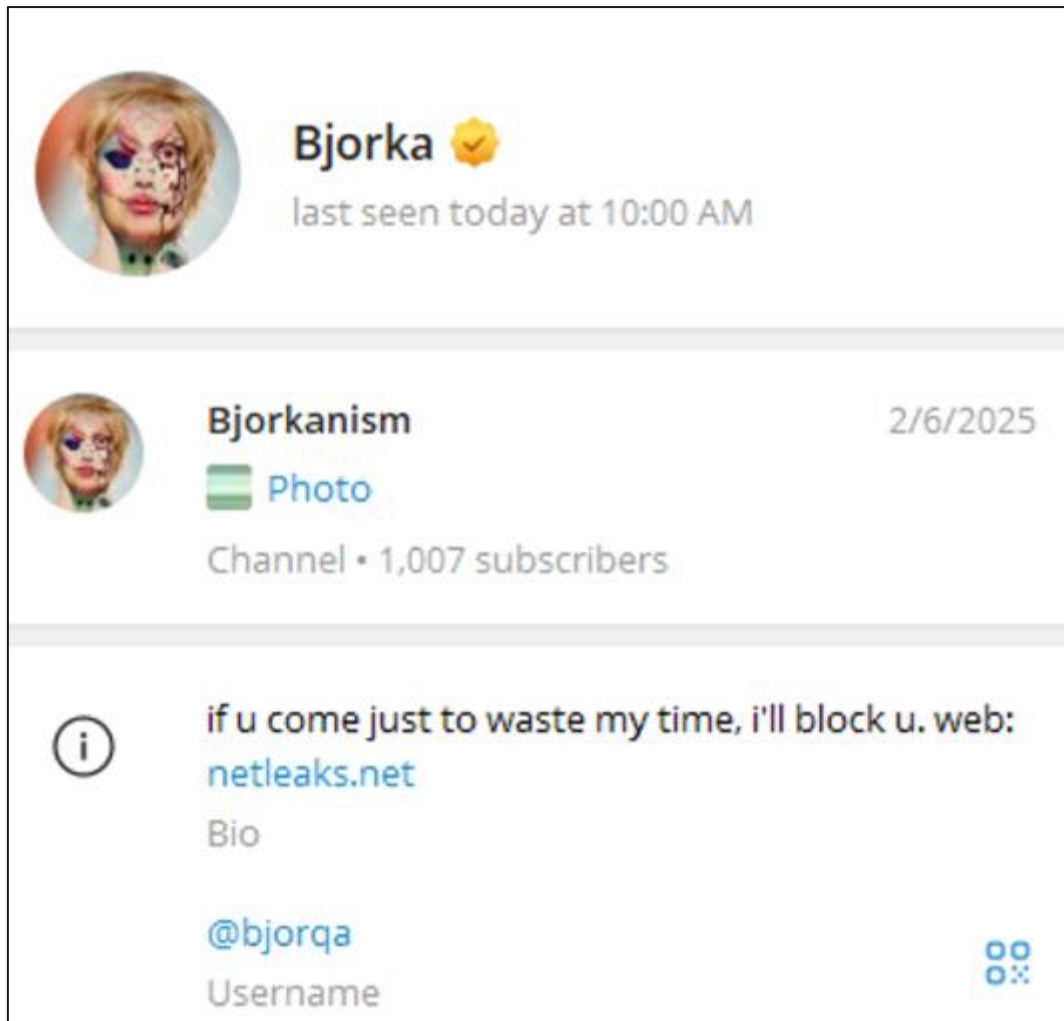 Bjorka
last seen today at 10:00 AM
Bjorkanism
2/6/2025
Photo
Channel • 1,007 subscribers
if u come just to waste my time, i'll block u. web:
netleaks.net
Bio
@bjorqa
Username